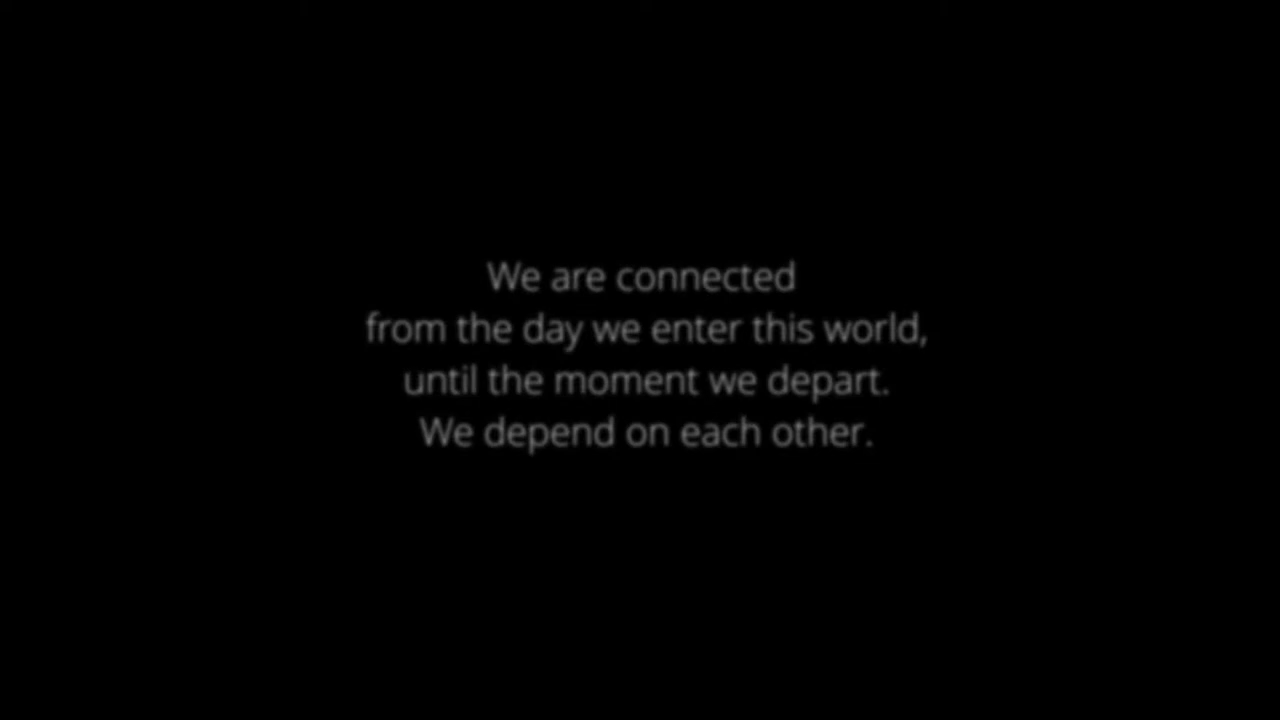 We are connected
from the day we enter this world,
until the moment we depart.
We depend on each other.